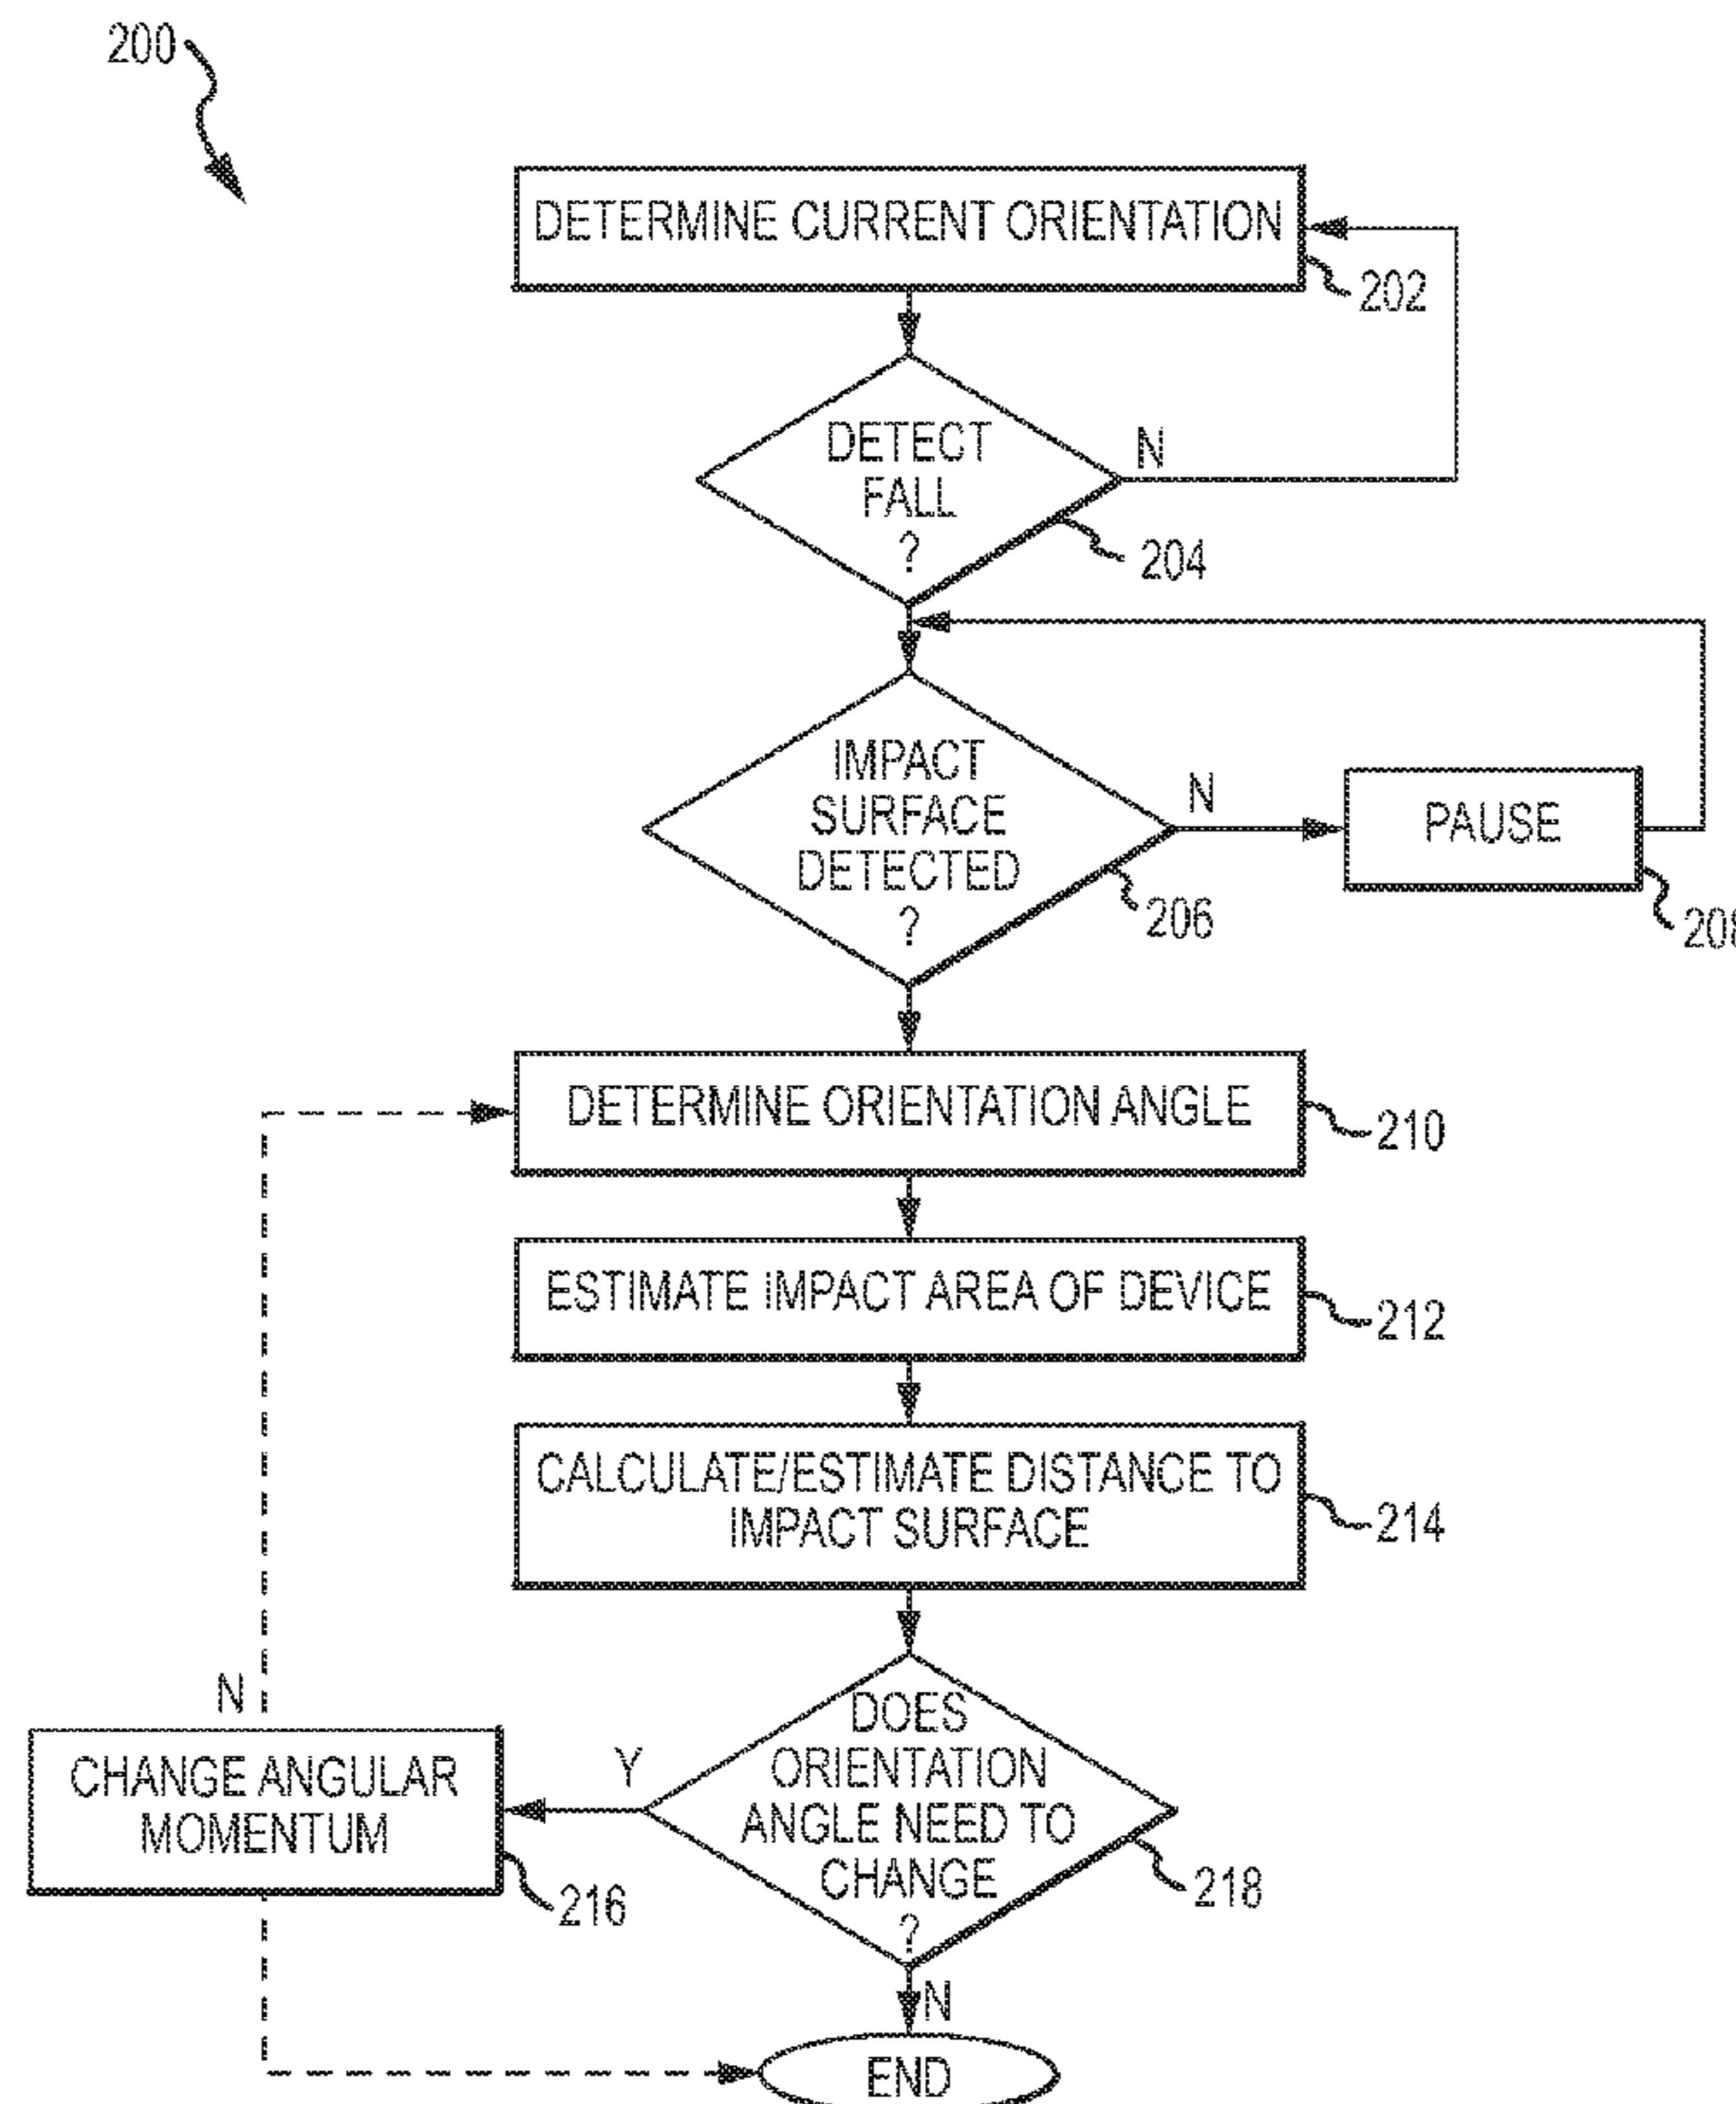 200
DETERMINE CURRENT ORIENTATION
202
DETECT
FALL
?
N
204
IMPACT
SURFACE
DETECTED
?
N
206
PAUSE
DETERMINE ORIENTATION ANGLE
210
ESTIMATE IMPACT AREA OF DEVICE
212
CALCULATE/ESTIMATE DISTANCE TO
IMPACT SURFACE
214
DOES
ORIENTATION
ANGLE NEED TO
CHANGE
?
218
Y
N
CHANGE ANGULAR
MOMENTUM
216
N
END